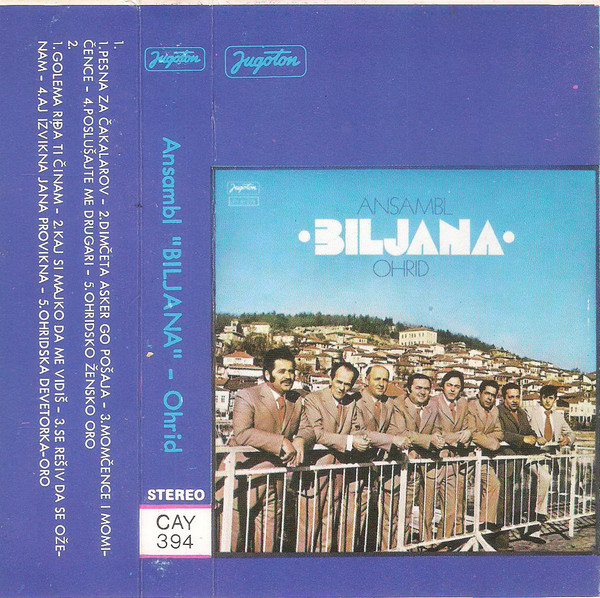 1.
1.PESNA ZA ČAKALAROV – 2.DIMČETA ASKER GO POŠAJA – 3.MOMČENCE I MOMI–
ČENCE – 4.POSLUŠAJTE ME DRUGARI – 5.OHRIDSKO ŽENSKO ORO
2.
1.GOLEMA RIĐA TI ČINAM – 2.KAJ SI MAJKO DA ME VIDIŠ – 3.SE REŠIV DA SE OŽE–
NAM – 4.AJ IZVIKNA JANA PROVIKNA – 5.OHRIDSKA DEVETORKA–ORO
Jugoton
Ansambl "BILJANA" – Ohrid
STEREO
CAY
394
Jugoton
Jugoton
ANSAMBL
•BILJANA•
OHRID